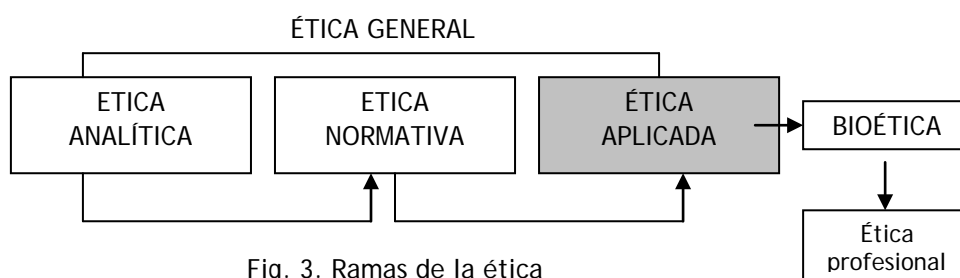 ÉTICA GENERAL
ETICA
ANALÍTICA
ETICA
NORMATIVA
ÉTICA
APLICADA
BIOÉTICA
Ética
profesional
Fig. 3. Ramas de la ética